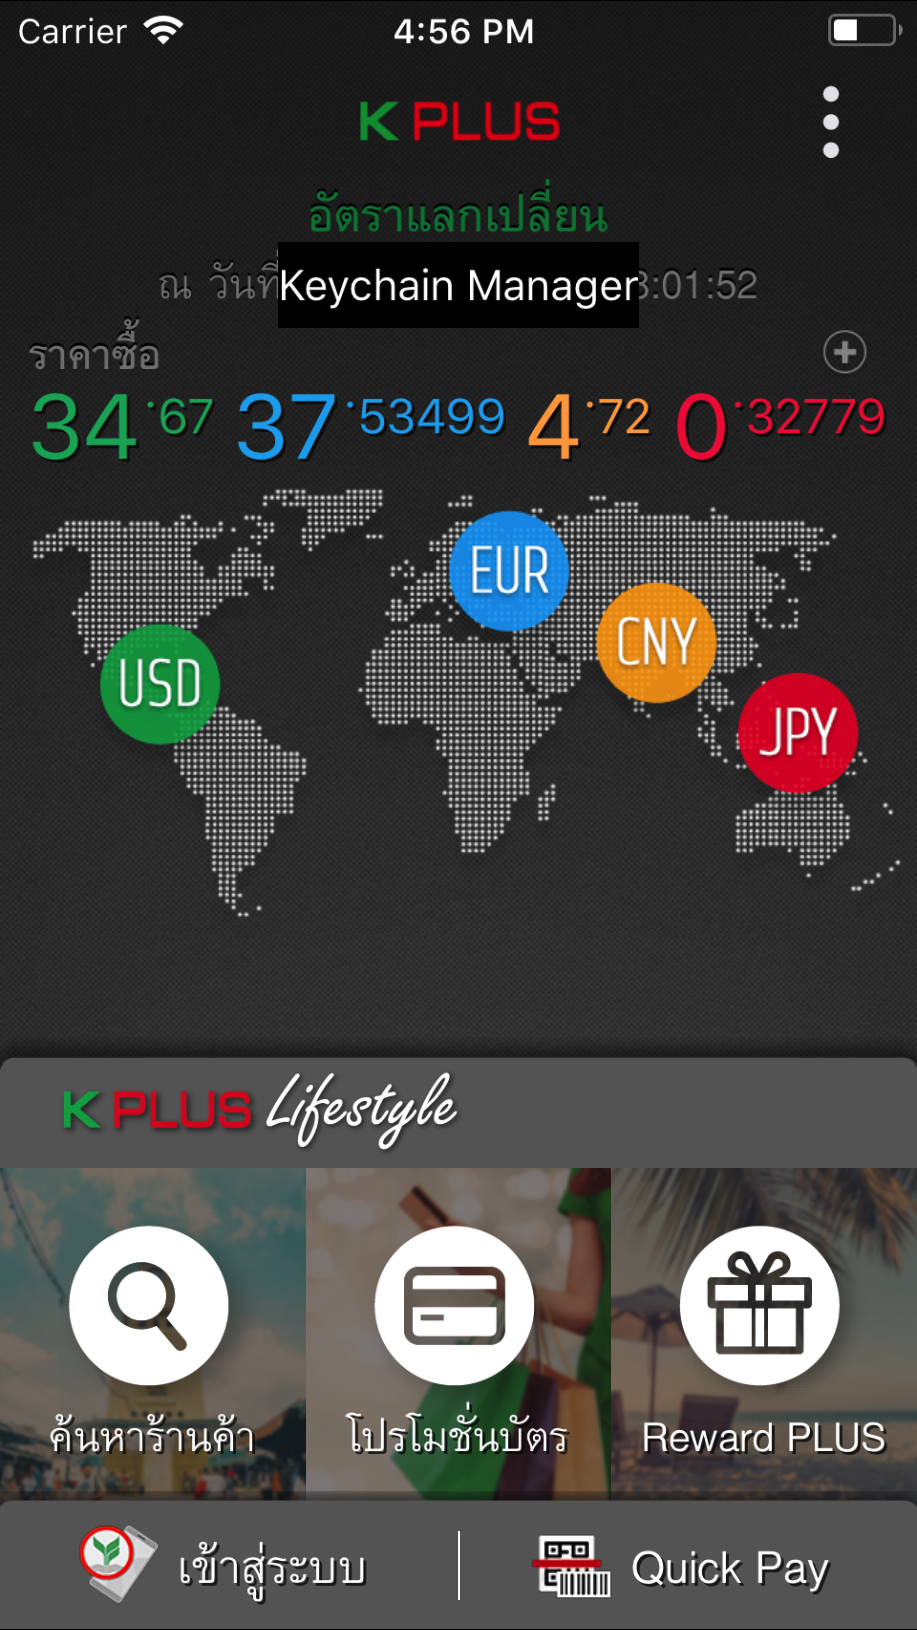 Carrier 4:56 PM
K PLUS
อัตราแลกเปลี่ยน
ณ วันที่ Keychain Manager :01:52
ราคาซื้อ
34.67 37.53499 4.72 0.32779
EUR
CNY
USD
JPY
K PLUS Lifestyle
ค้นหาร้านค้า โปรโมชั่นบัตร Reward PLUS
เข้าสู่ระบบ Quick Pay